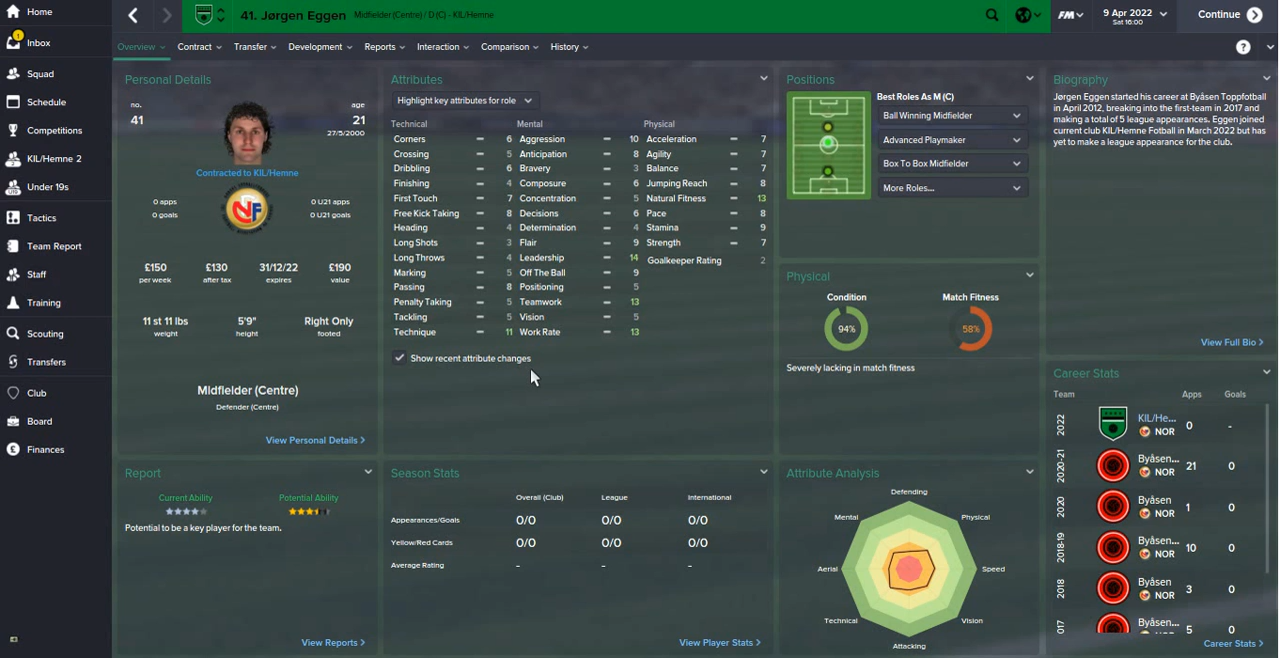 Home
Inbox
Squad
Schedule
Competitions
KIL/Hemne 2
Under 19s
Tactics
Team Report
Staff
Training
Scouting
Transfers
Club
Board
Finances
41. Jørgen Eggen Midfielder (Centre) / D (C) - KIL/Hemne
FM
9 Apr 2022
Sat 16:00
Continue
Overview Contract Transfer Development Reports Interaction Comparison History
?
Personal Details
no.
41
age
21
27/5/2000
Contracted to KIL/Hemne
0 apps
0 goals
NF
0 U21 apps
0 U21 goals
£150
per week
£130
after tax
31/12/22
expires
£190
value
11 st 11 lbs
weight
5'9"
height
Right Only
footed
Midfielder (Centre)
Defender (Centre)
View Personal Details >
Attributes
Highlight key attributes for role
Technical Mental Physical
Corners 6 Aggression 10 Acceleration 7
Crossing 5 Anticipation 8 Agility 7
Dribbling 6 Bravery 3 Balance 7
Finishing 4 Composure 6 Jumping Reach 8
First Touch 7 Concentration 5 Natural Fitness 13
Free Kick Taking 8 Decisions 6 Pace 8
Heading 4 Determination 4 Stamina 9
Long Shots 3 Flair 9 Strength 7
Long Throws 4 Leadership 14 Goalkeeper Rating 2
Marking 5 Off The Ball 9
Passing 8 Positioning 5
Penalty Taking 5 Teamwork 13
Tackling 5 Vision 5
Technique 11 Work Rate 13
Show recent attribute changes
Positions
Best Roles As M (C)
Ball Winning Midfielder
Advanced Playmaker
Box To Box Midfielder
More Roles...
Physical
Condition Match Fitness
94% 58%
Severely lacking in match fitness
Biography
Jørgen Eggen started his career at Byåsen Toppfotball
in April 2012, breaking into the first-team in 2017 and
making a total of 5 league appearances. Eggen joined
current club KIL/Hemne Fotball in March 2022 but has
yet to make a league appearance for the club.
View Full Bio >
Career Stats
Team Apps Goals
2022 KIL/He... NOR 0 -
2020-21 Byåsen... NOR 21 0
2020 Byåsen NOR 1 0
2018-19 Byåsen... NOR 10 0
2018 Byåsen NOR 3 0
017 Byåsen... 5 0
Career Stats >
Report
Current Ability Potential Ability
Potential to be a key player for the team.
View Reports >
Season Stats
Overall (Club) League International
Appearances/Goals 0/0 0/0 0/0
Yellow/Red Cards 0/0 0/0 0/0
Average Rating - - -
View Player Stats >
Attribute Analysis
Defending
Mental Physical
Aerial Speed
Technical Vision
Attacking